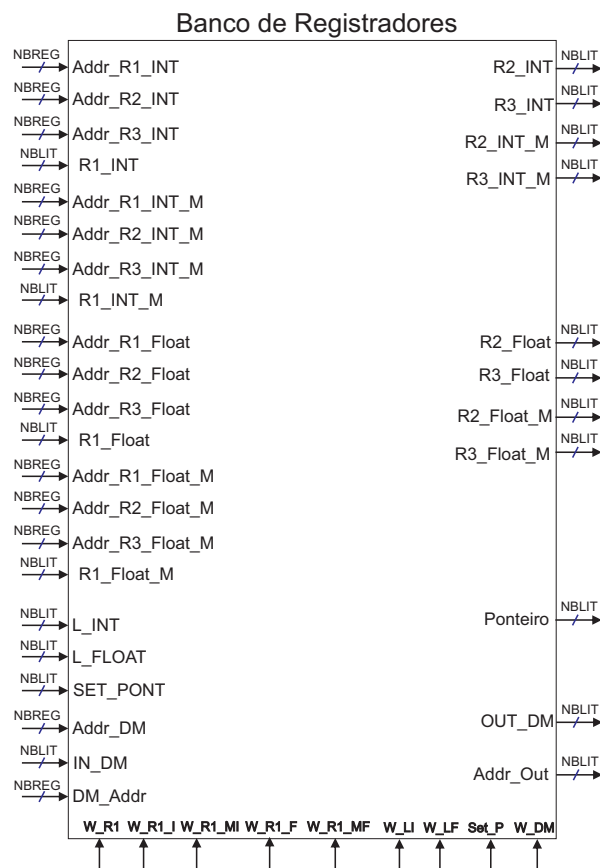 Banco de Registradores
NBREG Addr_R1_INT
NBREG Addr_R2_INT
NBREG Addr_R3_INT
NBLIT R1_INT
NBREG Addr_R1_INT_M
NBREG Addr_R2_INT_M
NBREG Addr_R3_INT_M
NBLIT R1_INT_M
NBREG Addr_R1_Float
NBREG Addr_R2_Float
NBREG Addr_R3_Float
NBLIT R1_Float
NBREG Addr_R1_Float_M
NBREG Addr_R2_Float_M
NBREG Addr_R3_Float_M
NBLIT R1_Float_M
NBLIT L_INT
NBLIT L_FLOAT
NBLIT SET_PONT
NBREG Addr_DM
NBLIT IN_DM
NBREG DM_Addr
R2_INT NBLIT
R3_INT NBLIT
R2_INT_M NBLIT
R3_INT_M NBLIT
R2_Float NBLIT
R3_Float NBLIT
R2_Float_M NBLIT
R3_Float_M NBLIT
Ponteiro NBLIT
OUT_DM NBLIT
Addr_Out NBLIT
W_R1 W_R1_I W_R1_MI W_R1_F W_R1_MF W_LI W_LF Set_P W_DM